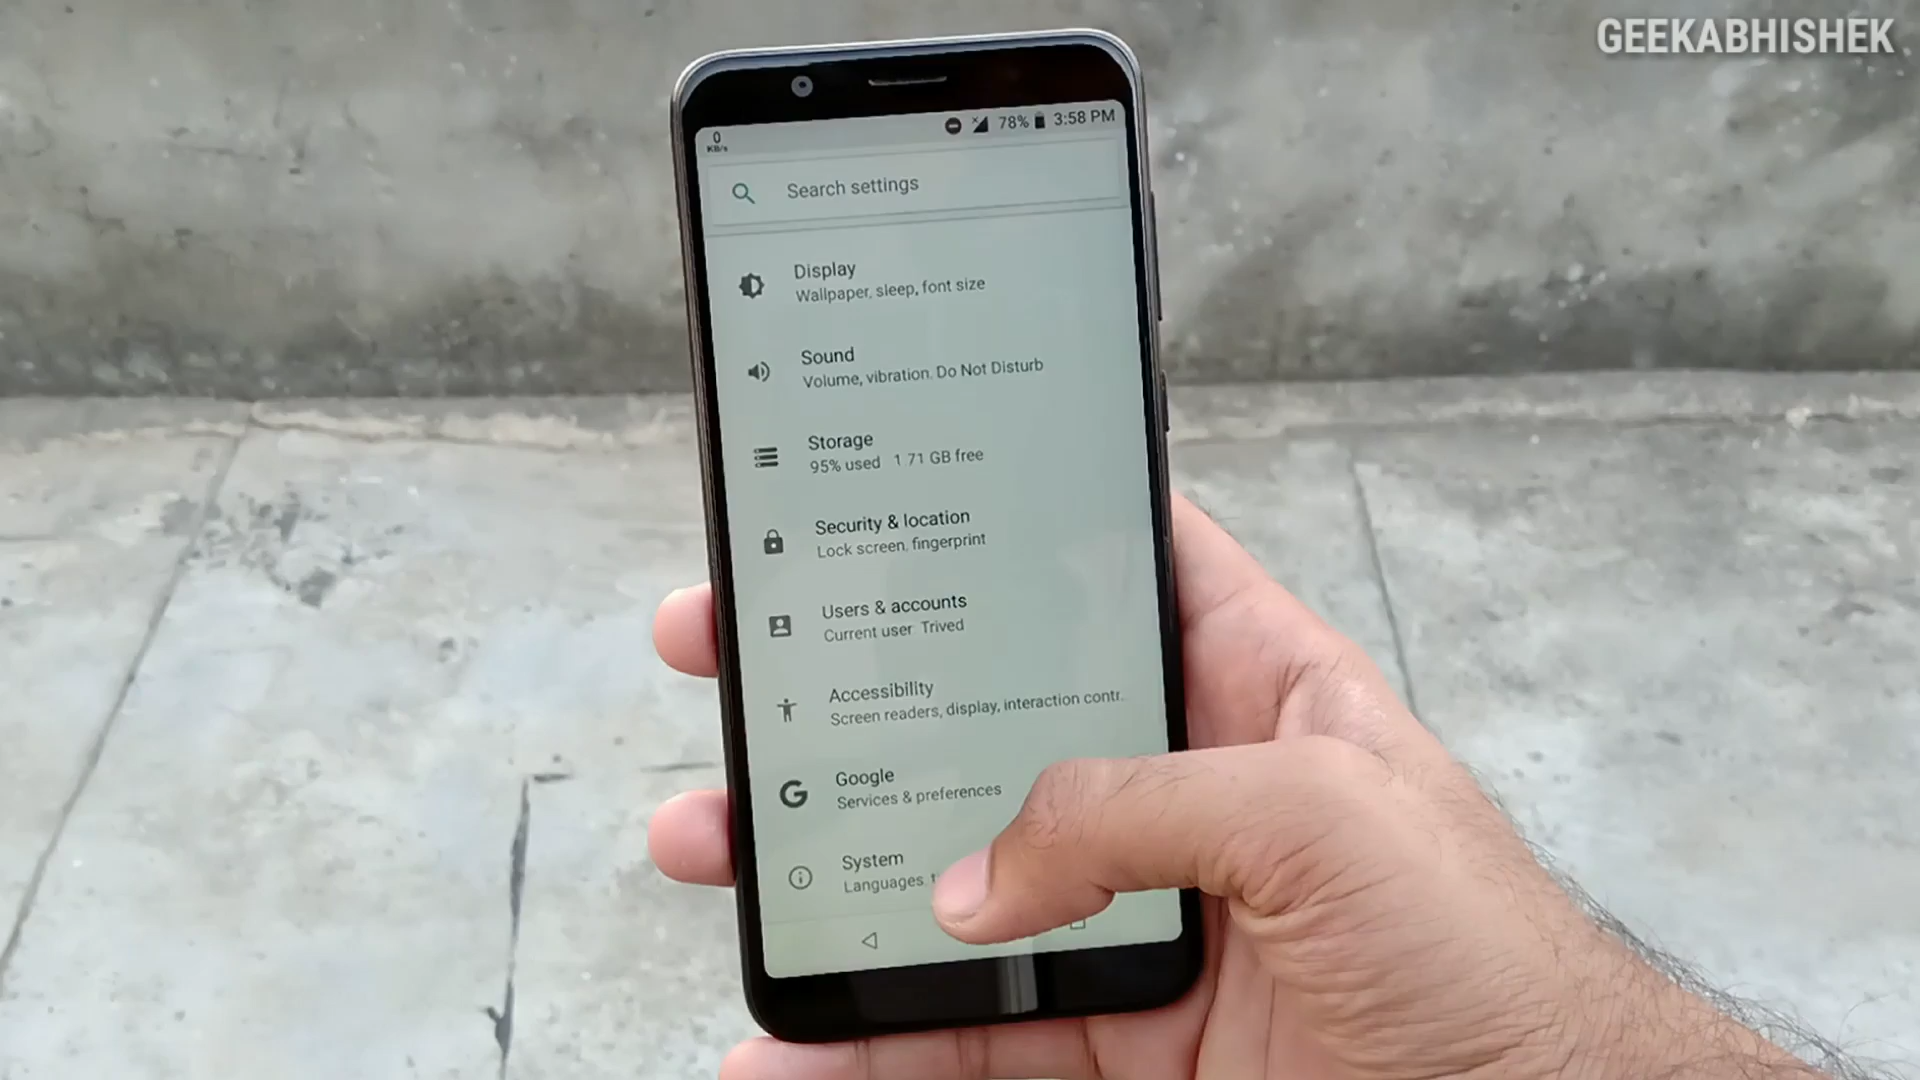 GEEKABHISHEK
0
KB/s
78% 3:58 PM
Search settings
Display
Wallpaper, sleep, font size
Sound
Volume, vibration, Do Not Disturb
Storage
95% used 1.71 GB free
Security & location
Lock screen, fingerprint
Users & accounts
Current user: Trived
Accessibility
Screen readers, display, interaction contr.
Google
Services & preferences
System
Languages,